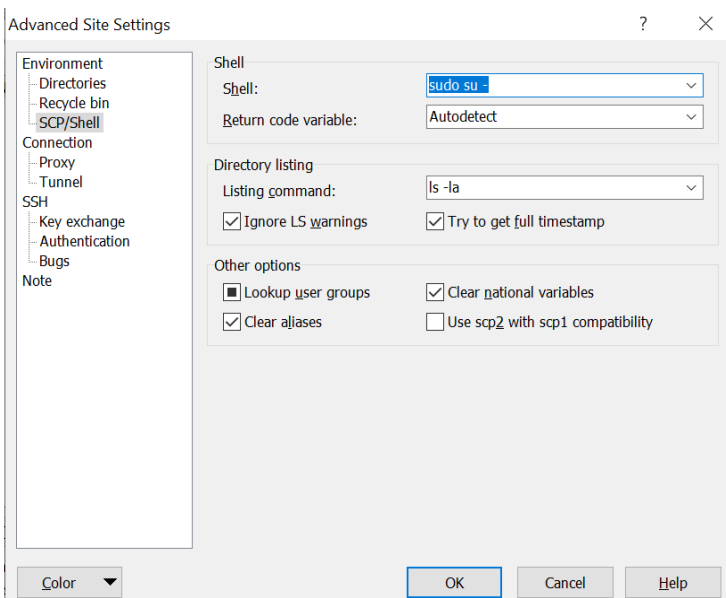 Advanced Site Settings
Environment
Directories
Recycle bin
SCP/Shell
Connection
Proxy
Tunnel
SSH
Key exchange
Authentication
Bugs
Note
Shell
Shell: sudo su -
Return code variable: Autodetect
Directory listing
Listing command: ls -la
Ignore LS warnings Try to get full timestamp
Other options
Lookup user groups Clear national variables
Clear aliases Use scp2 with scp1 compatibility
Color OK Cancel Help